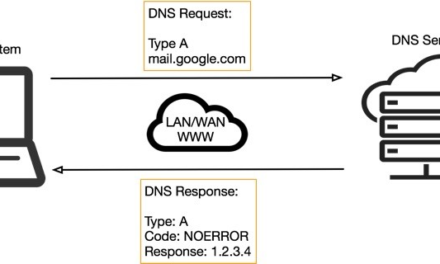 DNS Request:
Type A
mail.google.com
tem
DNS Ser
LAN/WAN
WWW
DNS Response:
Type: A
Code: NOERROR
Response: 1.2.3.4